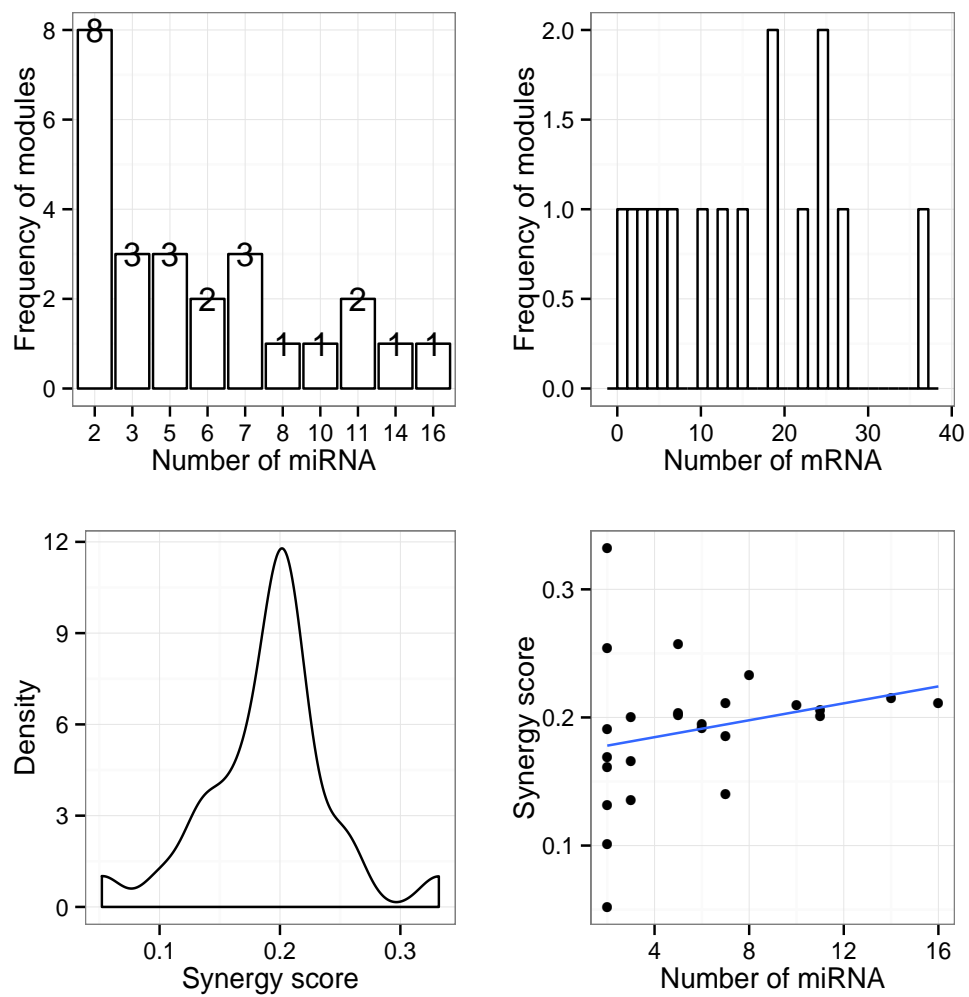 Frequency of modules
8
6
4
2
0
8
3
3
2
3
1
1
2
1
1
2 3 5 6 7 8 10 11 14 16
Number of miRNA
Frequency of modules
2.0
1.5
1.0
0.5
0.0
0 10 20 30 40
Number of mRNA
Density
12
9
6
3
0
0.1 0.2 0.3
Synergy score
Synergy score
0.3
0.2
0.1
4 8 12 16
Number of miRNA